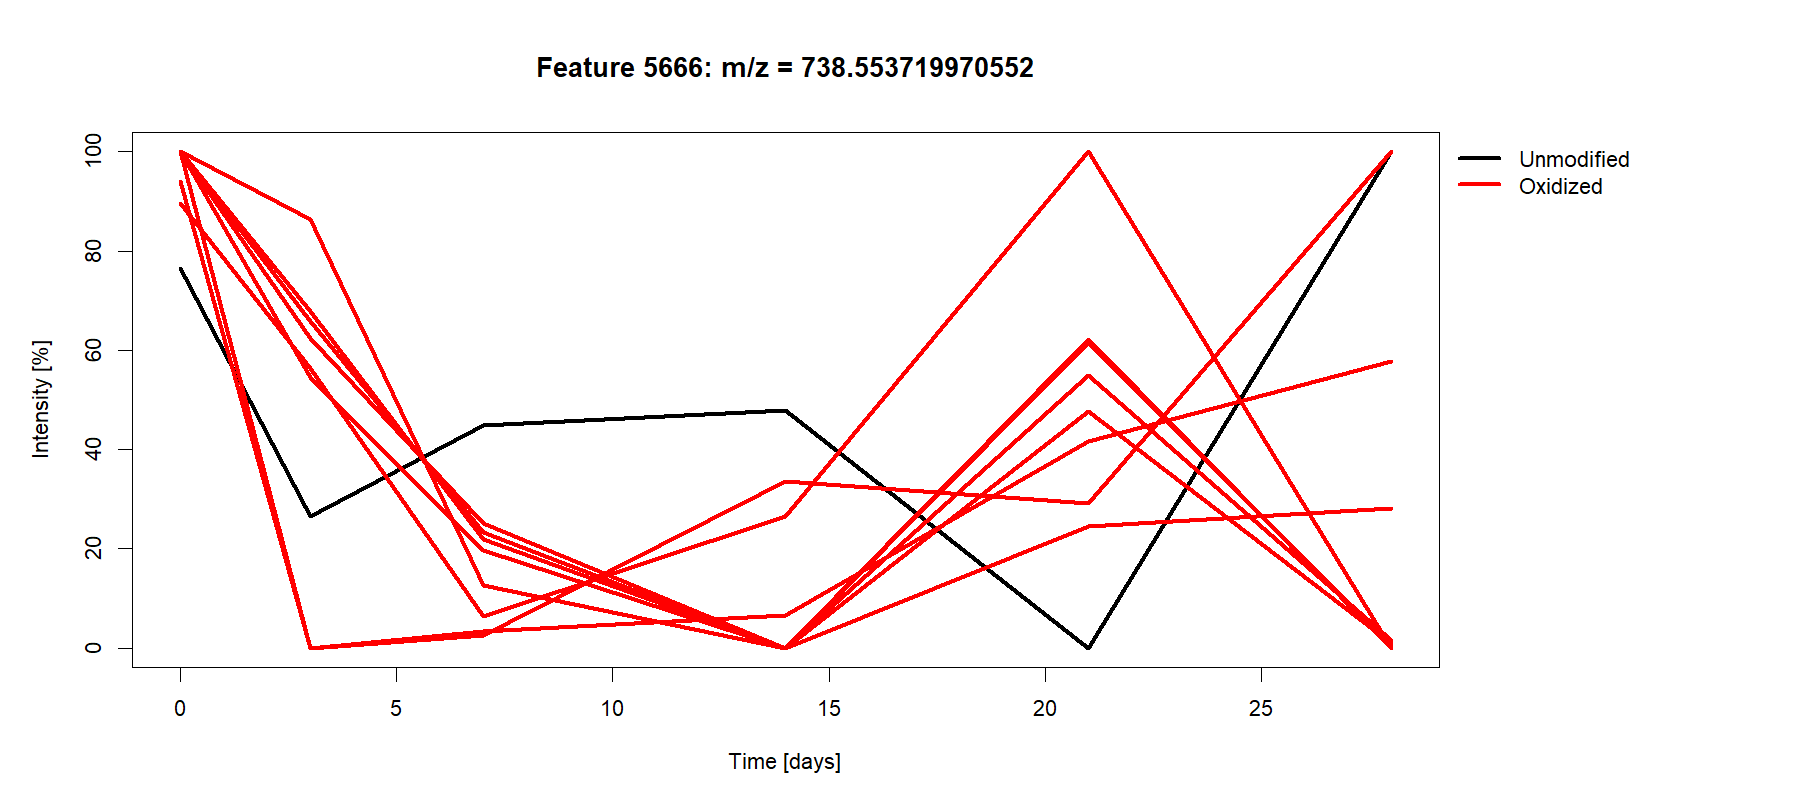 Feature 5666: m/z = 738.553719970552
Unmodified
Oxidized
Intensity [%]
100
80
60
40
20
0
0 5 10 15 20 25
Time [days]